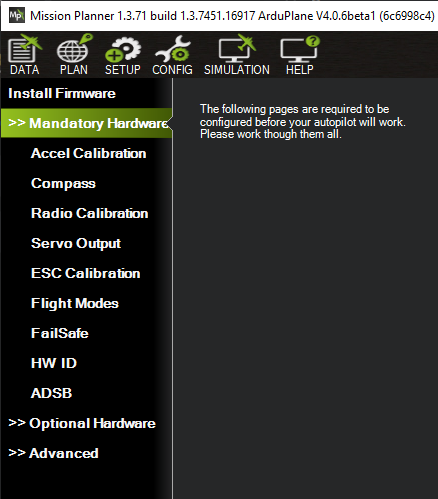 Mission Planner 1.3.71 build 1.3.7451.16917 ArduPlane V4.0.6beta1 (6c6998c4)
DATA PLAN SETUP CONFIG SIMULATION HELP
Install Firmware
>> Mandatory Hardware
Accel Calibration
Compass
Radio Calibration
Servo Output
ESC Calibration
Flight Modes
FailSafe
HW ID
ADSB
>> Optional Hardware
>> Advanced
The following pages are required to be
configured before your autopilot will work.
Please work though them all.